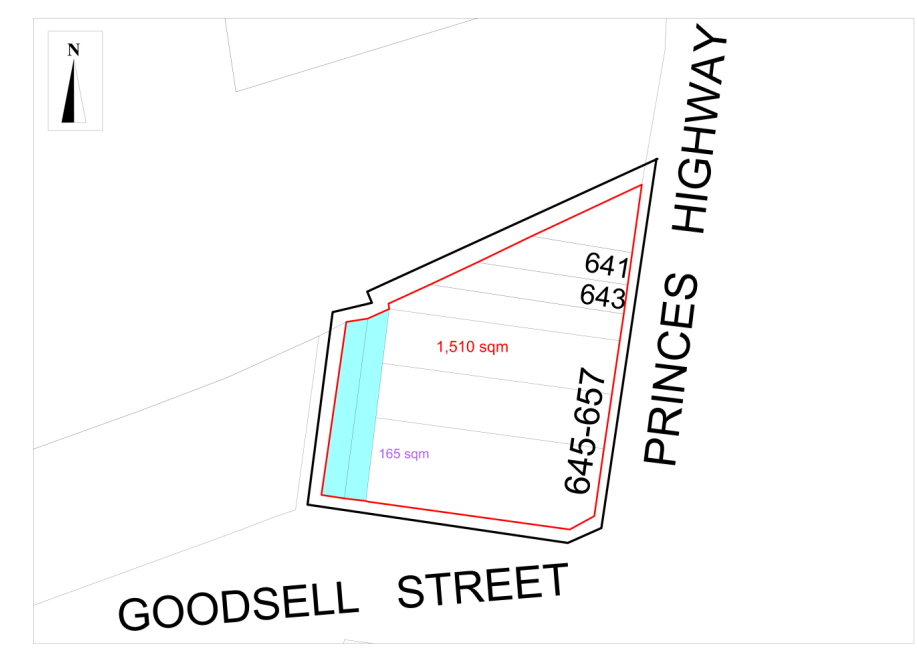 N
PRINCES HIGHWAY
641
643
1,510 sqm
645-657
165 sqm
GOODSELL STREET